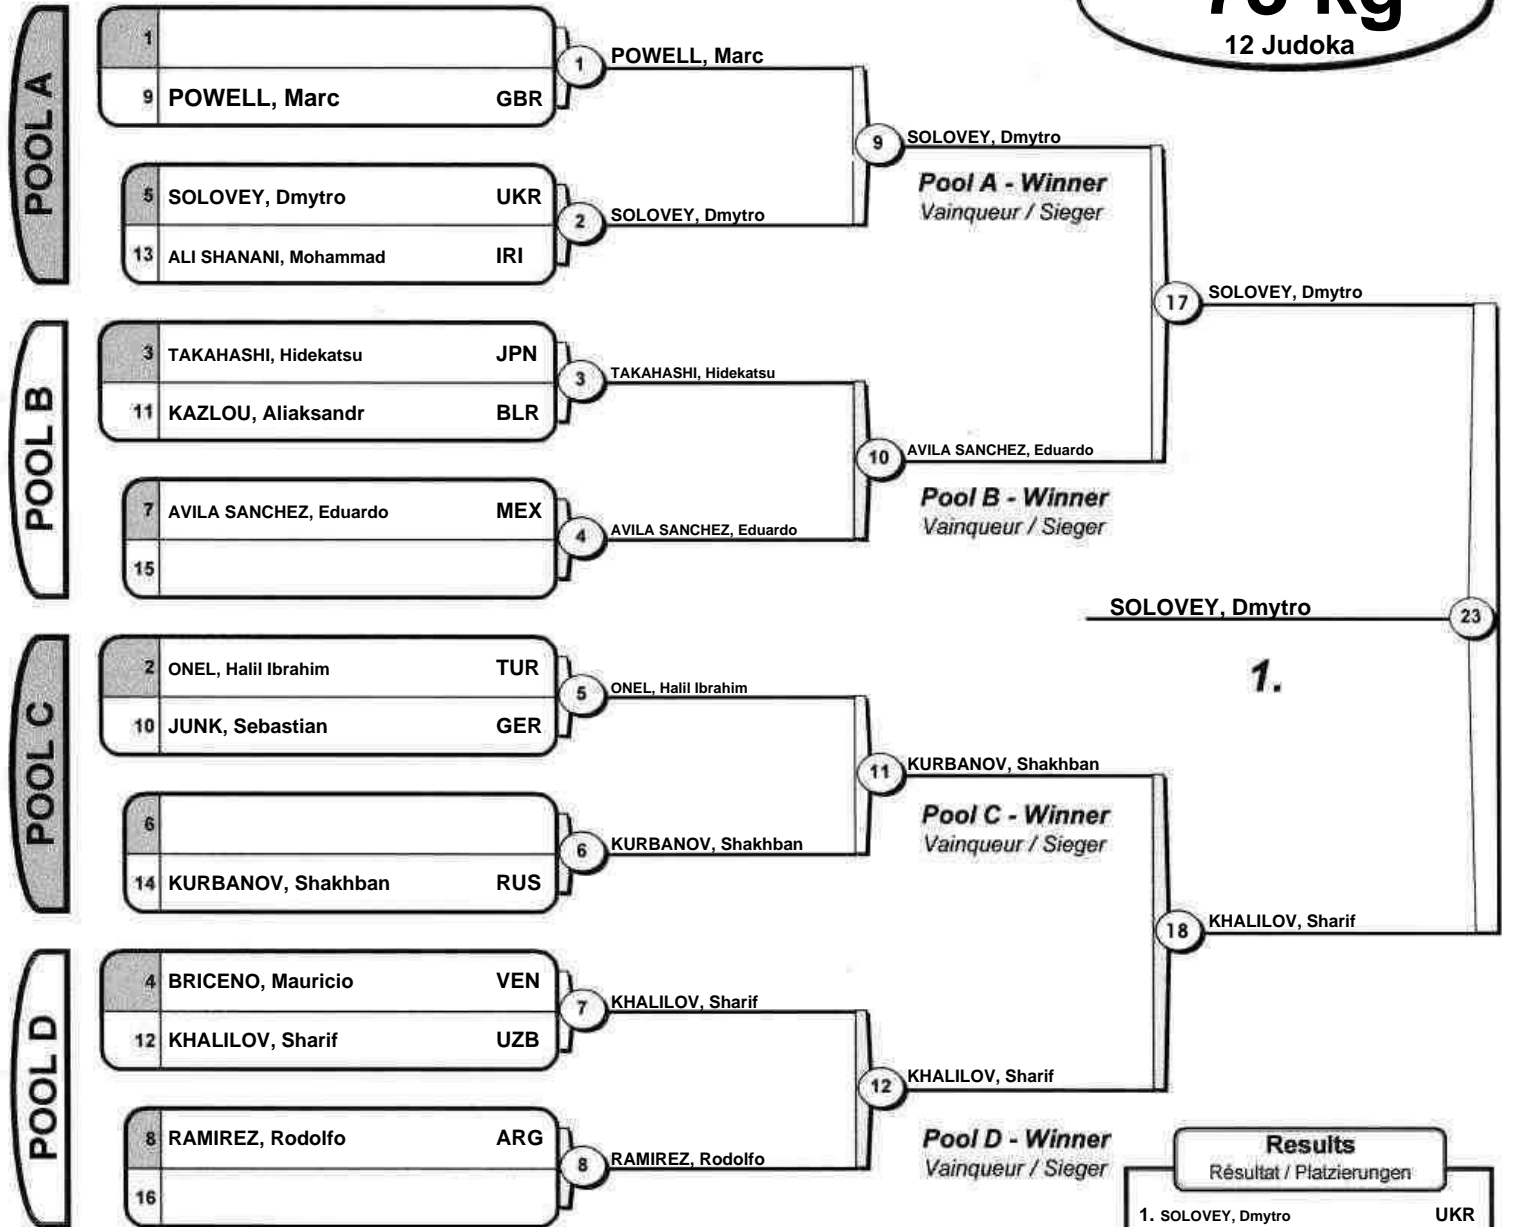 73 kg
12 Judoka
POOL A
1
9 POWELL, Marc GBR
1 POWELL, Marc
5 SOLOVEY, Dmytro UKR
13 ALI SHANANI, Mohammad IRI
2 SOLOVEY, Dmytro
9 SOLOVEY, Dmytro
Pool A - Winner
Vainqueur / Sieger
POOL B
3 TAKAHASHI, Hidekatsu JPN
11 KAZLOU, Aliaksandr BLR
3 TAKAHASHI, Hidekatsu
7 AVILA SANCHEZ, Eduardo MEX
15
4 AVILA SANCHEZ, Eduardo
10 AVILA SANCHEZ, Eduardo
Pool B - Winner
Vainqueur / Sieger
17 SOLOVEY, Dmytro
SOLOVEY, Dmytro 23
1.
POOL C
2 ONEL, Halil Ibrahim TUR
10 JUNK, Sebastian GER
5 ONEL, Halil Ibrahim
6
14 KURBANOV, Shakhban RUS
6 KURBANOV, Shakhban
11 KURBANOV, Shakhban
Pool C - Winner
Vainqueur / Sieger
POOL D
4 BRICENO, Mauricio VEN
12 KHALILOV, Sharif UZB
7 KHALILOV, Sharif
8 RAMIREZ, Rodolfo ARG
16
8 RAMIREZ, Rodolfo
12 KHALILOV, Sharif
Pool D - Winner
Vainqueur / Sieger
18 KHALILOV, Sharif
Results
Résultat / Platzierungen
1. SOLOVEY, Dmytro UKR